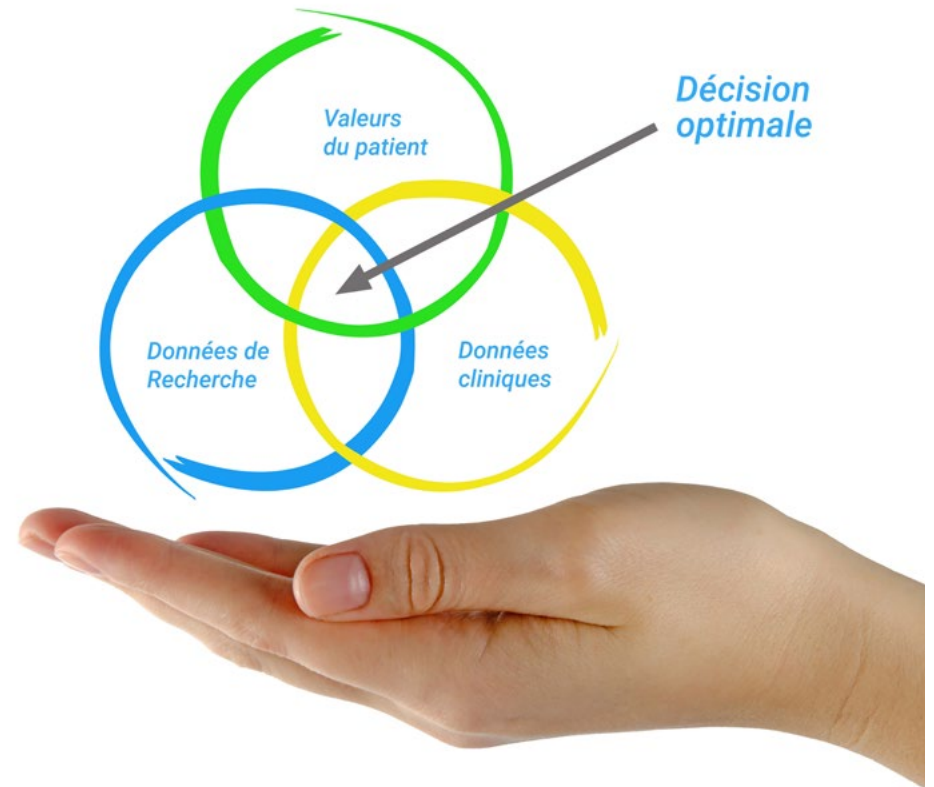 Décision
optimale
Valeurs
du patient
Données de
Recherche
Données
cliniques